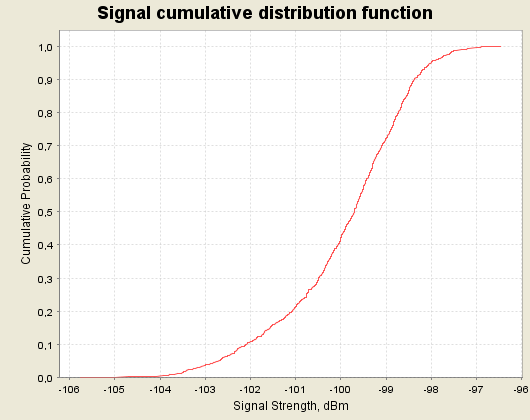 Signal cumulative distribution function
Cumulative Probability
1,0
0,9
0,8
0,7
0,6
0,5
0,4
0,3
0,2
0,1
0,0
-106 -105 -104 -103 -102 -101 -100 -99 -98 -97 -96
Signal Strength, dBm